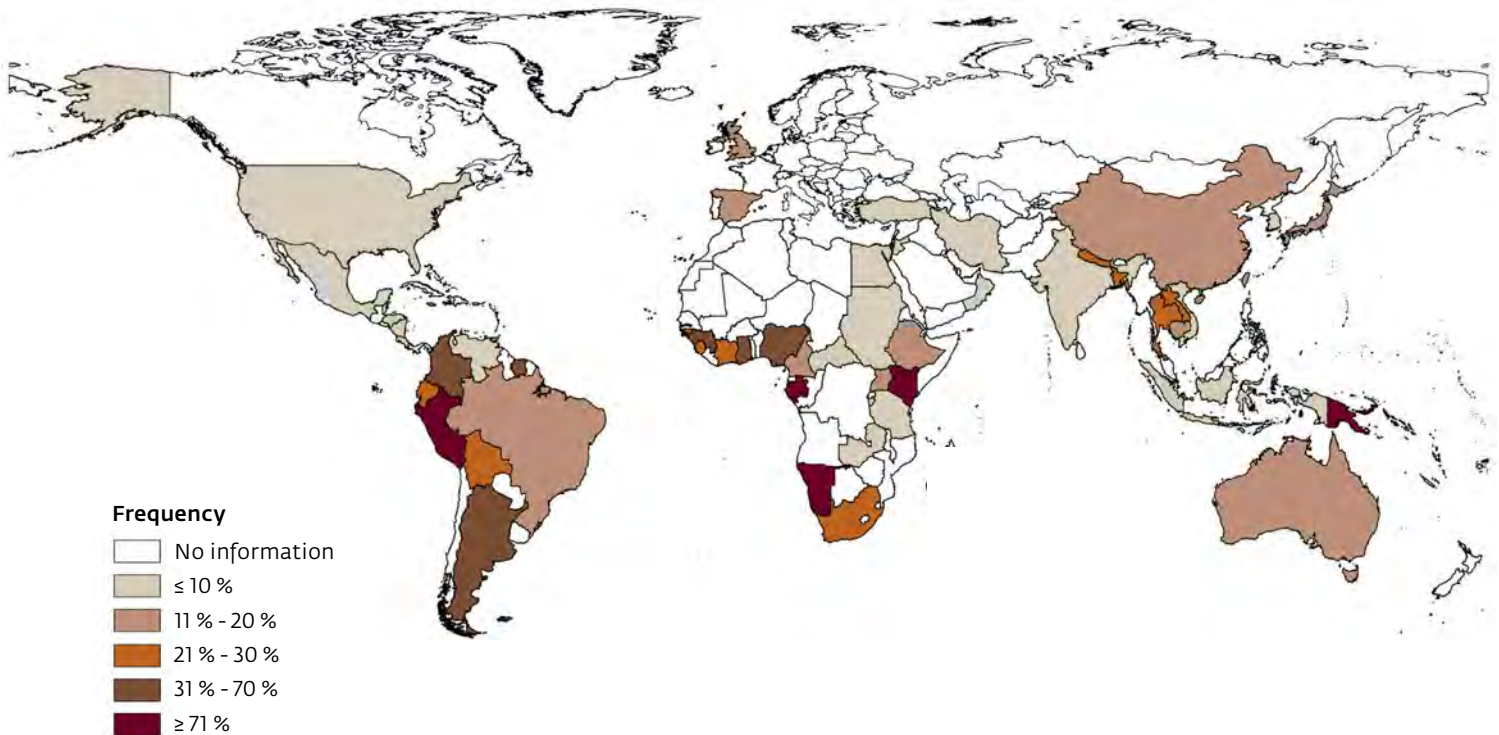 Frequency
No information
≤ 10 %
11 % - 20 %
21 % - 30 %
31 % - 70 %
≥ 71 %